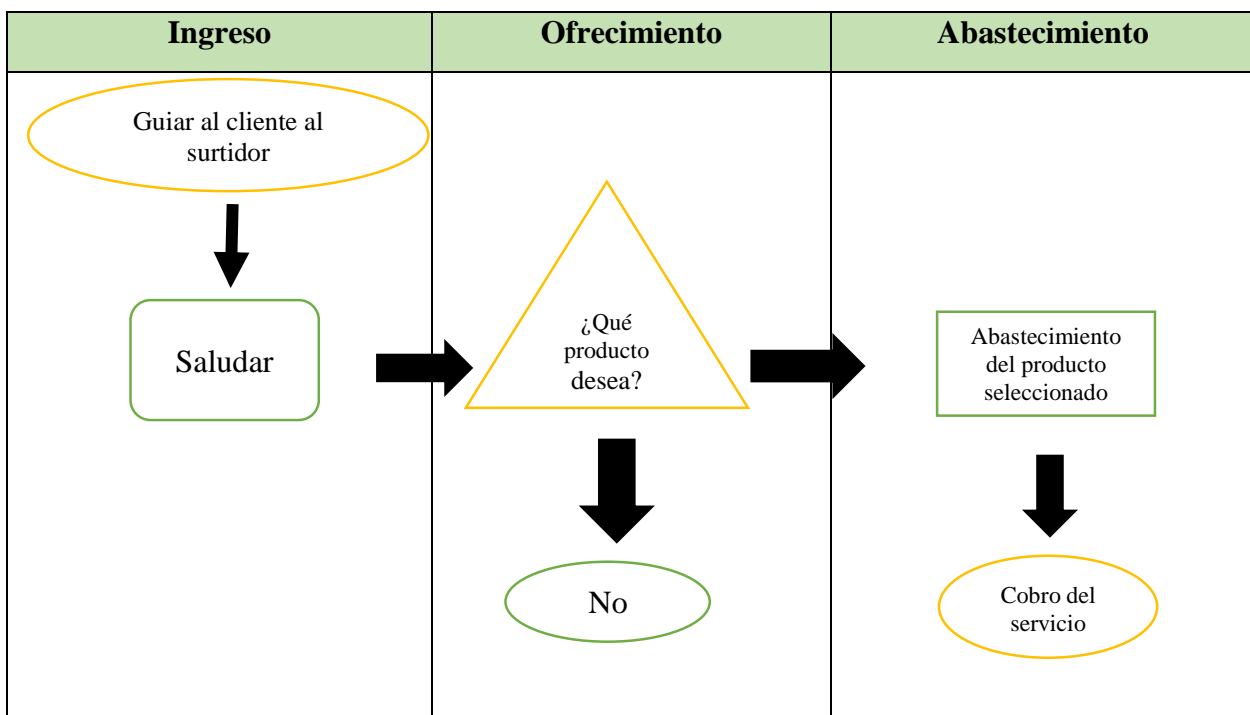 Ingreso
Ofrecimiento
Abastecimiento
Guiar al cliente al
surtidor
Saludar
¿Qué
producto
desea?
No
Abastecimiento
del producto
seleccionado
Cobro del
servicio